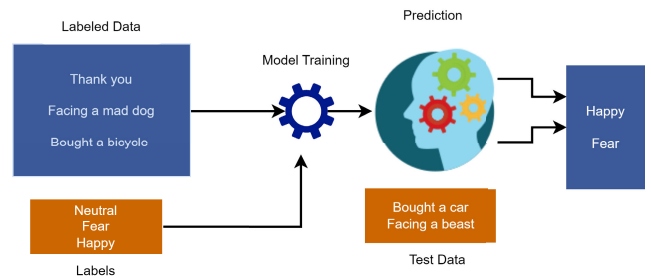 Labeled Data
Thank you
Facing a mad dog
Bought a bicycle
Neutral
Fear
Happy
Labels
Model Training
Prediction
Bought a car
Facing a beast
Test Data
Happy
Fear